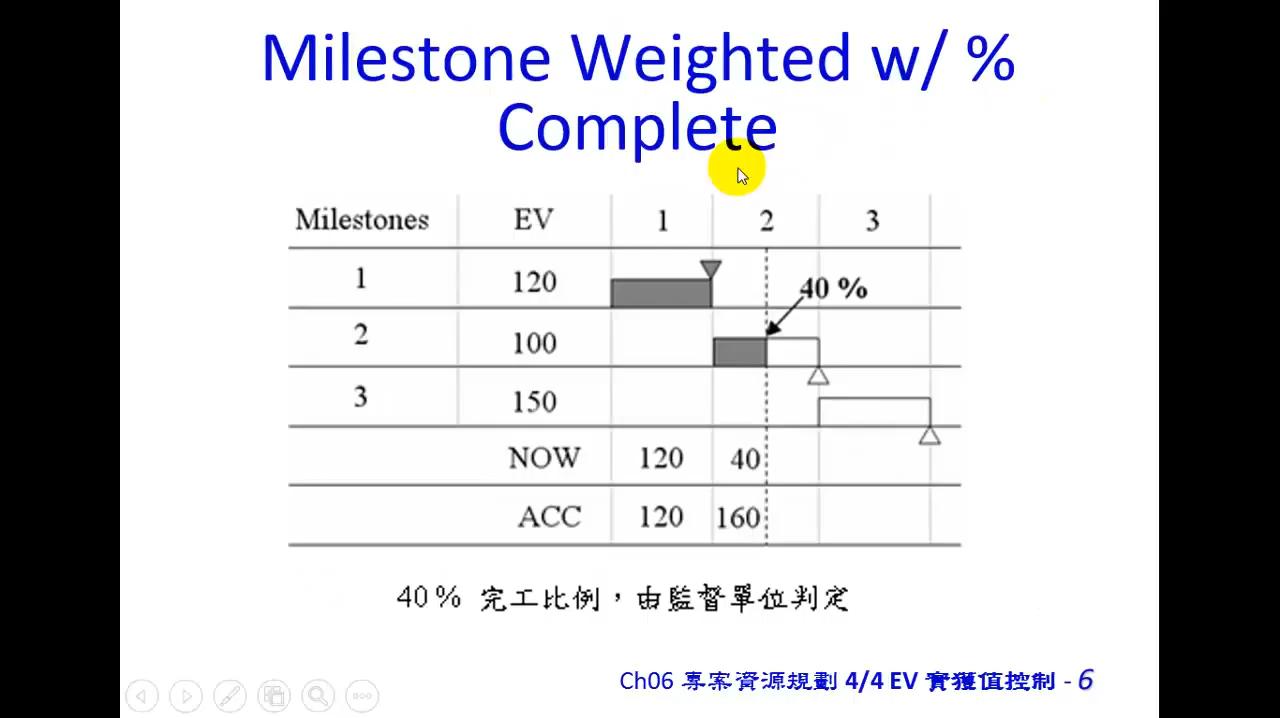 Milestone Weighted w/ %
Complete
Milestones EV 1 2 3
1 120
40 %
2 100
3 150
NOW 120 40
ACC 120 160
40 % 完工比例，由監督單位判定
Ch06 專案資源規劃 4/4 EV 實獲值控制 - 6